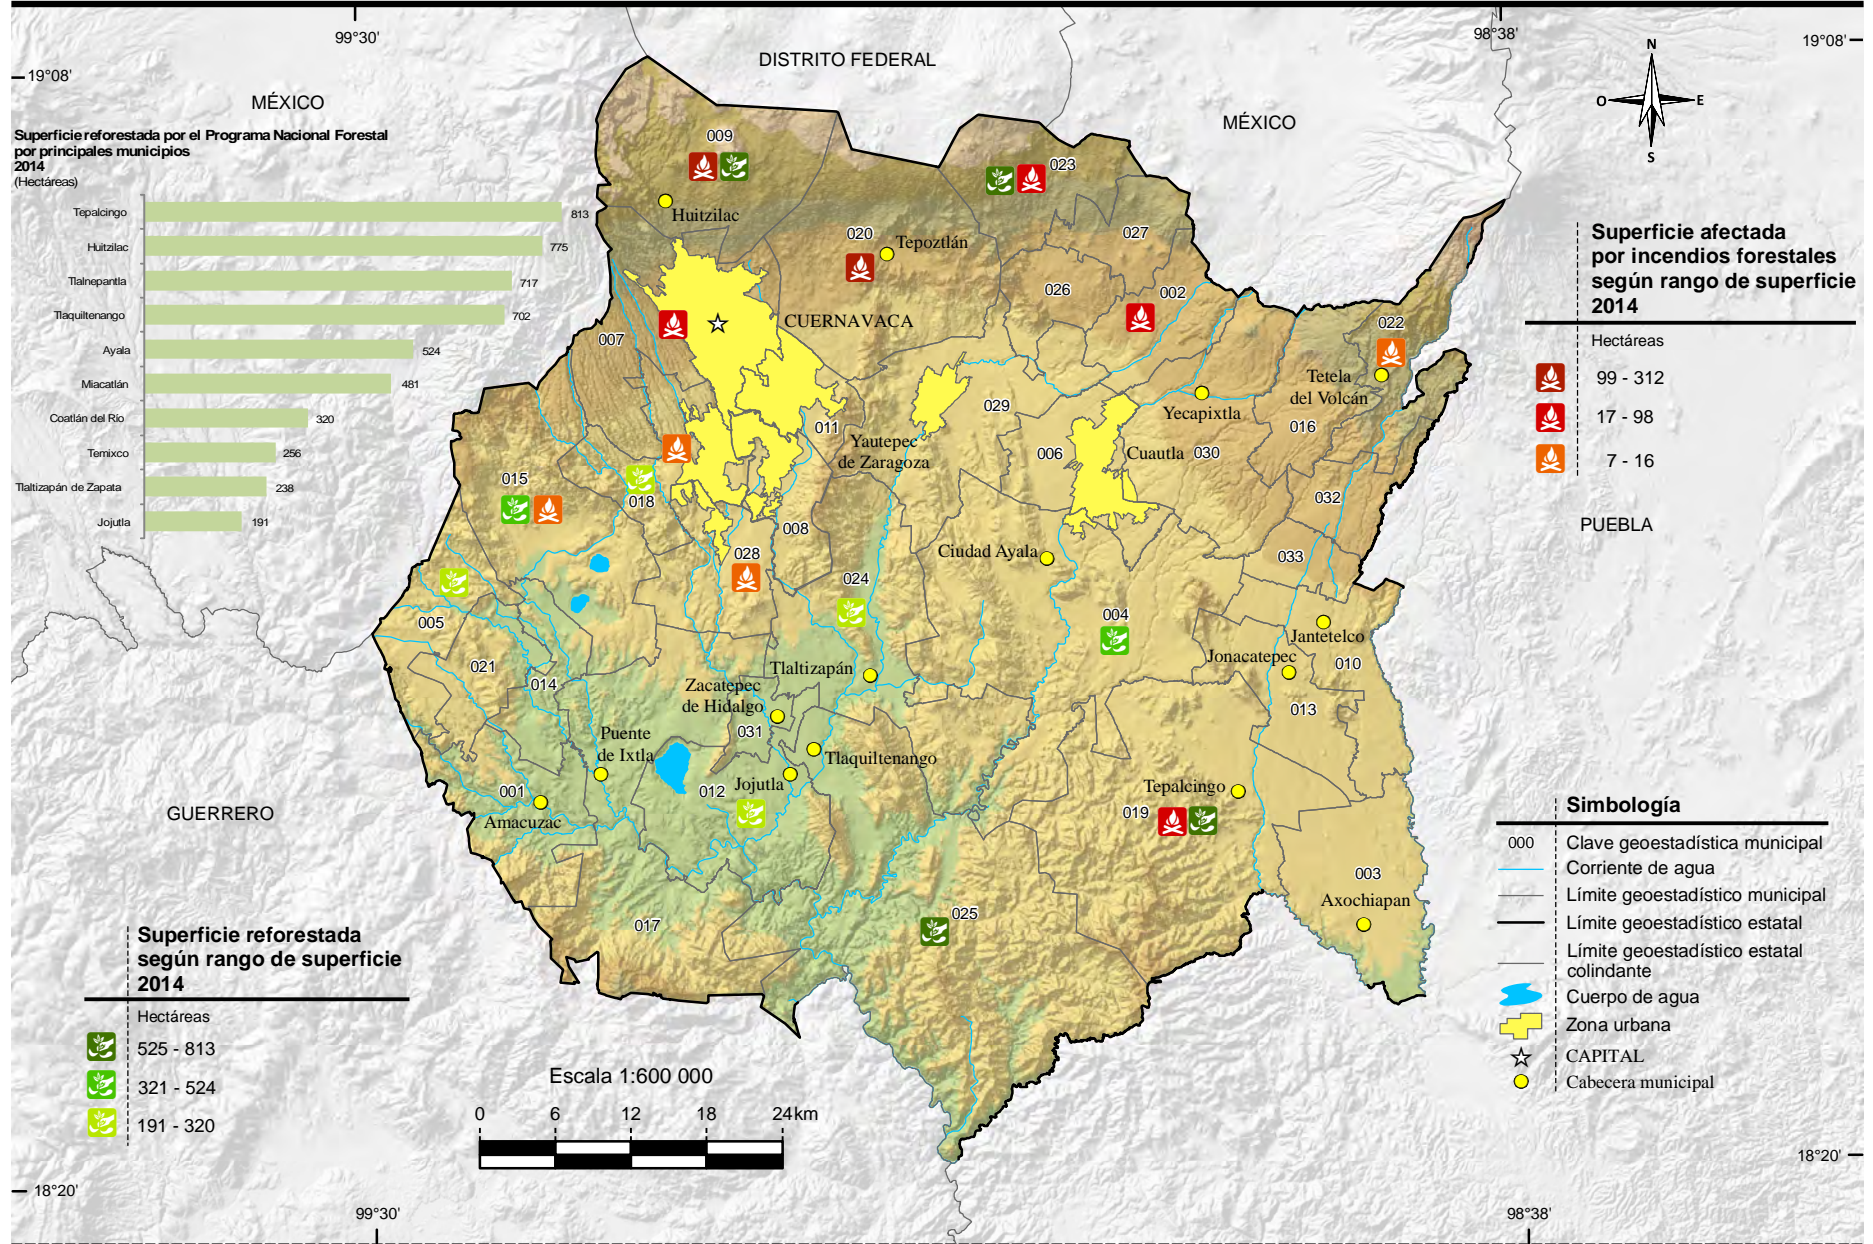 99°30'
98°38'
19°08'
19°08'
DISTRITO FEDERAL
MÉXICO
MÉXICO
N
O
E
S
Superficie reforestada por el Programa Nacional Forestal
por principales municipios
2014
(Hectáreas)
Tepalcingo 813
Huitzilac 775
Tlalnepantla 717
Tlaquiltenango 702
Ayala 524
Miacatlán 481
Coatlán del Río 320
Temixco 256
Tlaltizapán de Zapata 238
Jojutla 191
009
023
Huitzilac
027
020
Tepoztlán
026
002
CUERNAVACA
007
022
Tetela
del Volcán
Yecapixtla
029
011
Yautepec
de Zaragoza
006
Cuautla
030
016
015
018
032
008
028
Ciudad Ayala
033
024
004
005
Jantetelco
Jonacatepec
010
021
014
Tlaltizapán
Zacatepec
de Hidalgo
013
031
Puente
de Ixtla
Tlaquiltenango
Jojutla
012
Tepalcingo
001
Amacuzac
019
003
Axochiapan
017
025
GUERRERO
PUEBLA
Superficie afectada
por incendios forestales
según rango de superficie
2014
Hectáreas
99 - 312
17 - 98
7 - 16
Simbología
000 Clave geoestadística municipal
Corriente de agua
Límite geoestadístico municipal
Límite geoestadístico estatal
Límite geoestadístico estatal
colindante
Cuerpo de agua
Zona urbana
CAPITAL
Cabecera municipal
Superficie reforestada
según rango de superficie
2014
Hectáreas
525 - 813
321 - 524
191 - 320
Escala 1:600 000
0 6 12 18 24 km
18°20'
18°20'
99°30'
98°38'